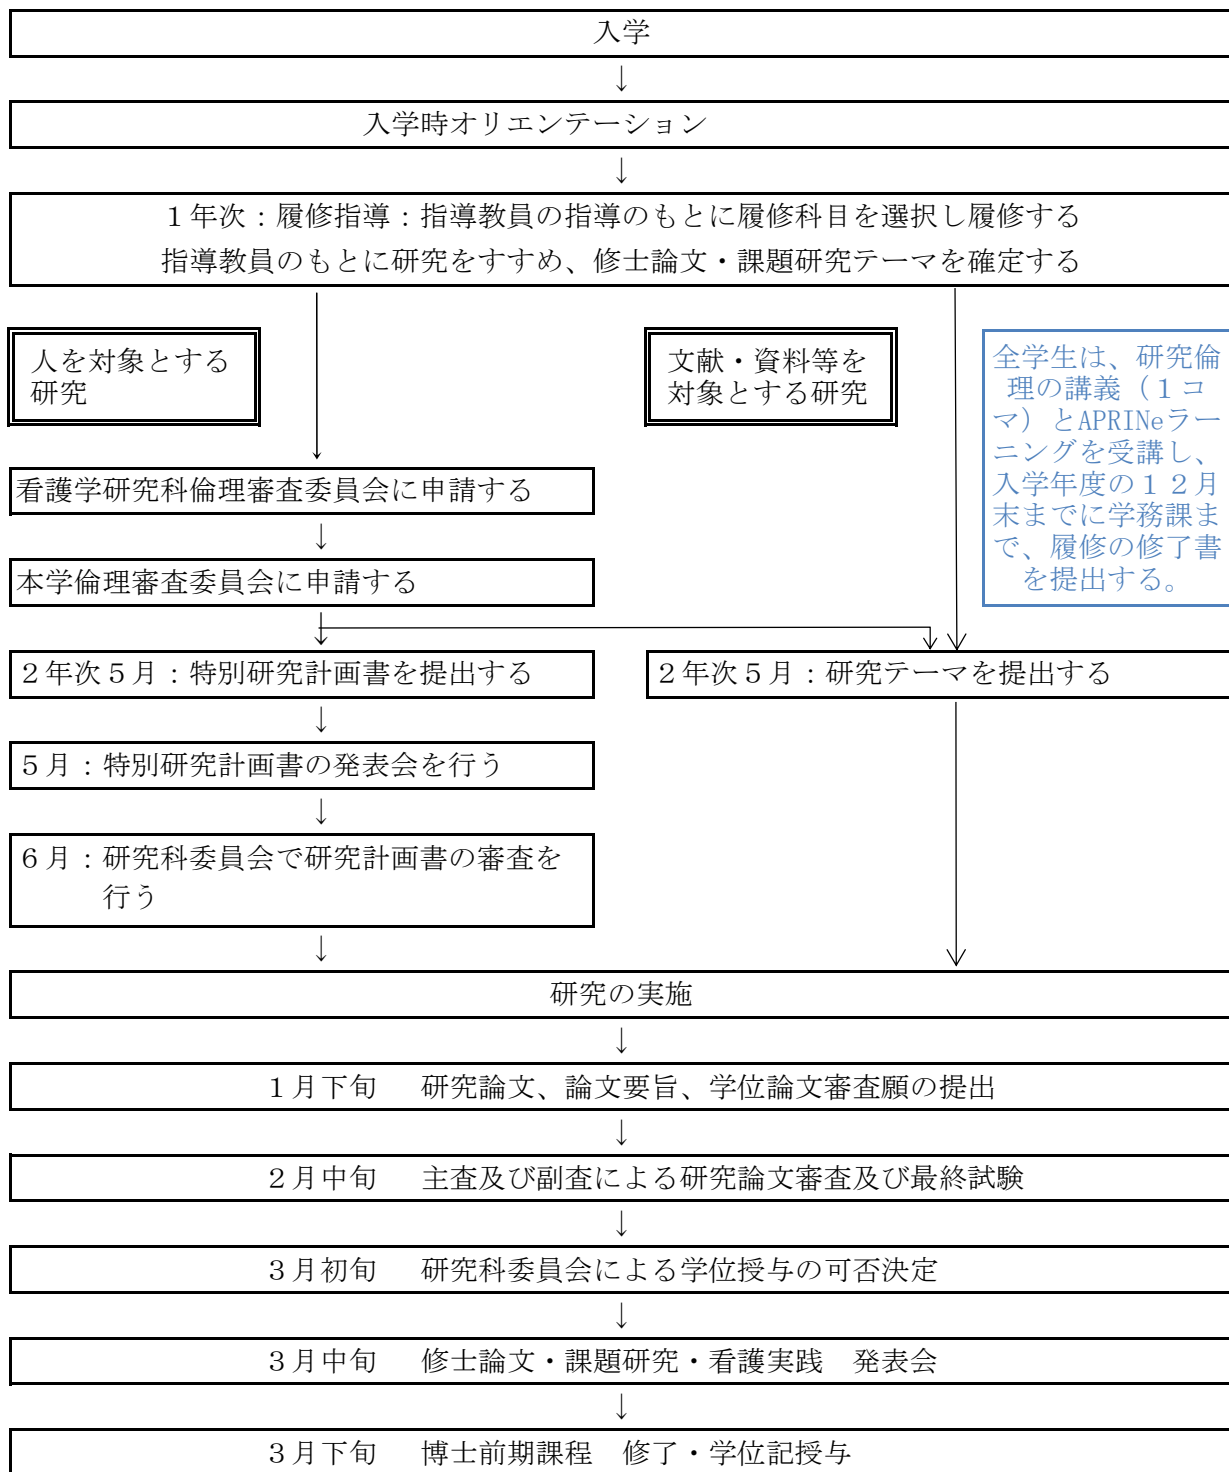 入学
↓
入学時オリエンテーション
↓
１年次：履修指導：指導教員の指導のもとに履修科目を選択し履修する
指導教員のもとに研究をすすめ、修士論文・課題研究テーマを確定する
人を対象とする
研究
文献・資料等を
対象とする研究
全学生は、研究倫
理の講義（１コ
マ）とAPRINeラー
ニングを受講し、
入学年度の１２月
末までに学務課ま
で、履修の修了書
を提出する。
看護学研究科倫理審査委員会に申請する
↓
本学倫理審査委員会に申請する
２年次５月：特別研究計画書を提出する
２年次５月：研究テーマを提出する
↓
５月：特別研究計画書の発表会を行う
↓
６月：研究科委員会で研究計画書の審査を
行う
↓
研究の実施
↓
１月下旬　研究論文、論文要旨、学位論文審査願の提出
↓
２月中旬　主査及び副査による研究論文審査及び最終試験
↓
３月初旬　研究科委員会による学位授与の可否決定
↓
３月中旬　修士論文・課題研究・看護実践　発表会
↓
３月下旬　博士前期課程　修了・学位記授与